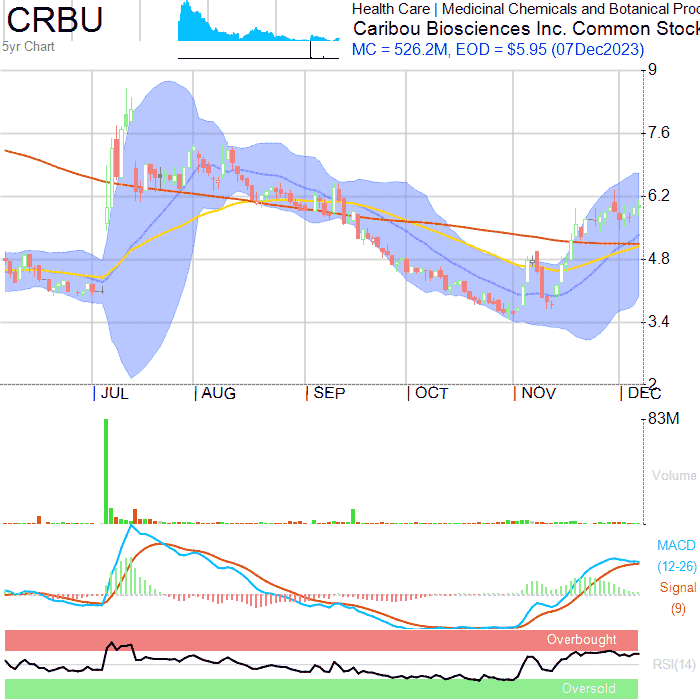 CRBU
5yr Chart
Health Care | Medicinal Chemicals and Botanical Proc
Caribou Biosciences Inc. Common Stock
MC = 526.2M, EOD = $5.95 (07Dec2023)
9
7.6
6.2
4.8
3.4
2
JUL AUG SEP OCT NOV DEC
83M
Volume
MACD
(12-26)
Signal
(9)
Overbought
RSI(14)
Oversold